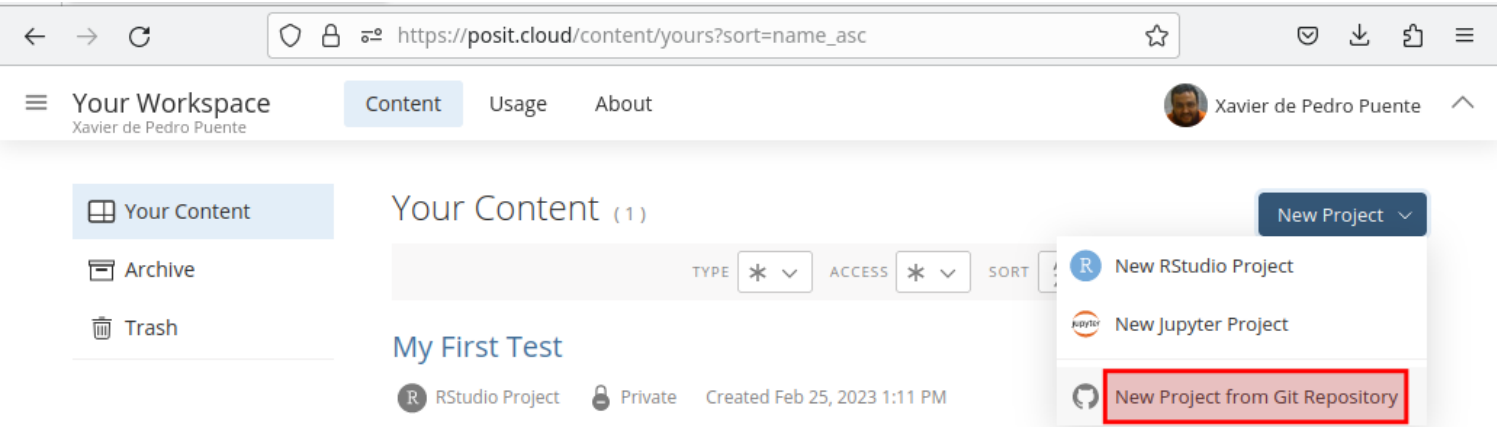 https://posit.cloud/content/yours?sort=name_asc
Your Workspace
Xavier de Pedro Puente
Content
Usage
About
Xavier de Pedro Puente
Your Content
Archive
Trash
Your Content (1)
New Project
TYPE
ACCESS
SORT
R New RStudio Project
jupyter New Jupyter Project
New Project from Git Repository
My First Test
R RStudio Project
Private
Created Feb 25, 2023 1:11 PM